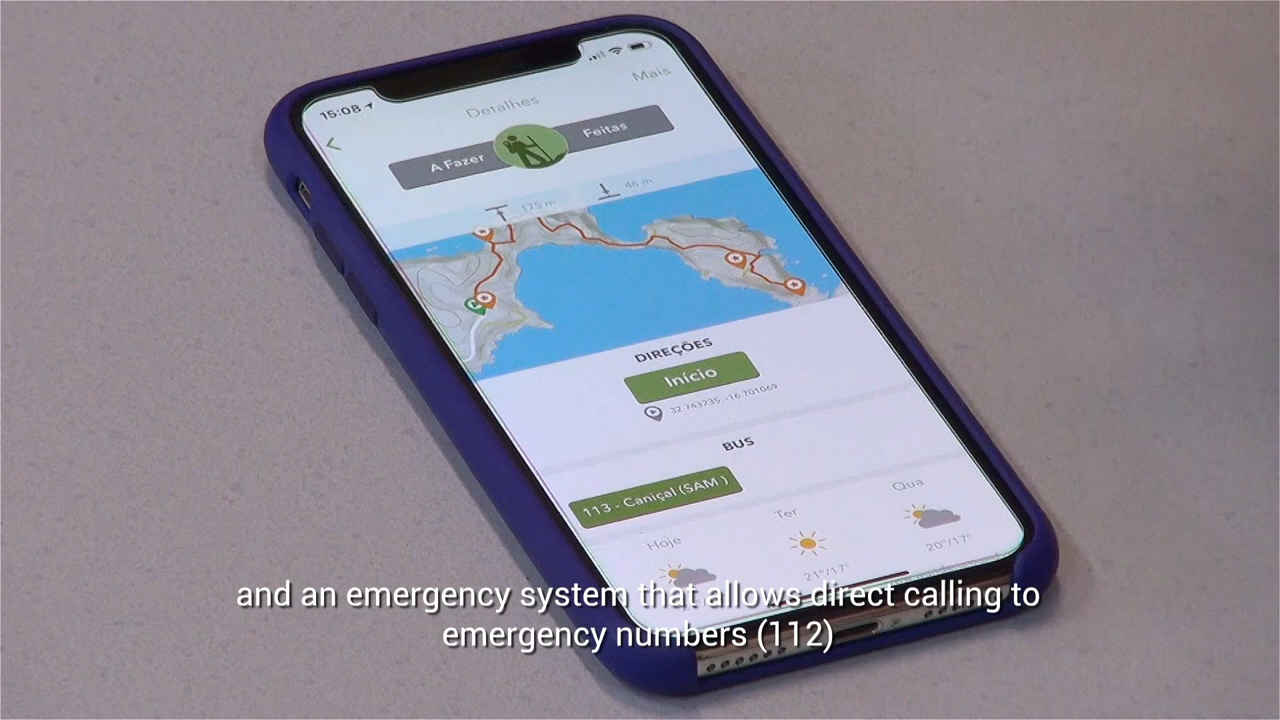 15:08
Mais
Detalhes
A Fazer
Feitas
175 m
46 m
DIREÇÕES
Início
32.743235,-16.701069
BUS
113 - Caniçal (SAM )
Hoje
Ter
Qua
21°/17°
20°/17°
and an emergency system that allows direct calling to
emergency numbers (112)